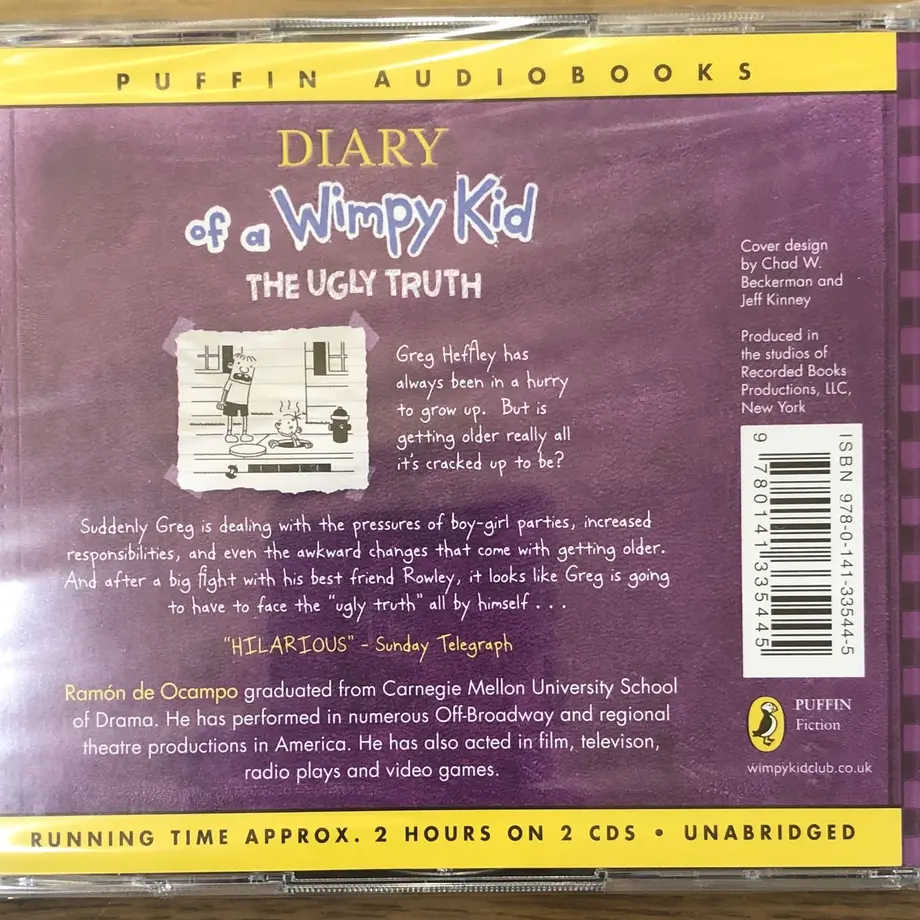 PUFFIN AUDIOBOOKS
DIARY
of a Wimpy Kid
THE UGLY TRUTH
Greg Heffley has
always been in a hurry
to grow up. But is
getting older really all
it's cracked up to be?
Suddenly Greg is dealing with the pressures of boy-girl parties, increased
responsibilities, and even the awkward changes that come with getting older.
And after a big fight with his best friend Rowley, it looks like Greg is going
to have to face the "ugly truth" all by himself . . .
"HILARIOUS" – Sunday Telegraph
Ramón de Ocampo graduated from Carnegie Mellon University School
of Drama. He has performed in numerous Off-Broadway and regional
theatre productions in America. He has also acted in film, televison,
radio plays and video games.
Cover design
by Chad W.
Beckerman and
Jeff Kinney
Produced in
the studios of
Recorded Books
Productions, LLC,
New York
ISBN 978-0-141-33544-5
9 780141 335445
PUFFIN
Fiction
wimpykidclub.co.uk
RUNNING TIME APPROX. 2 HOURS ON 2 CDS • UNABRIDGED